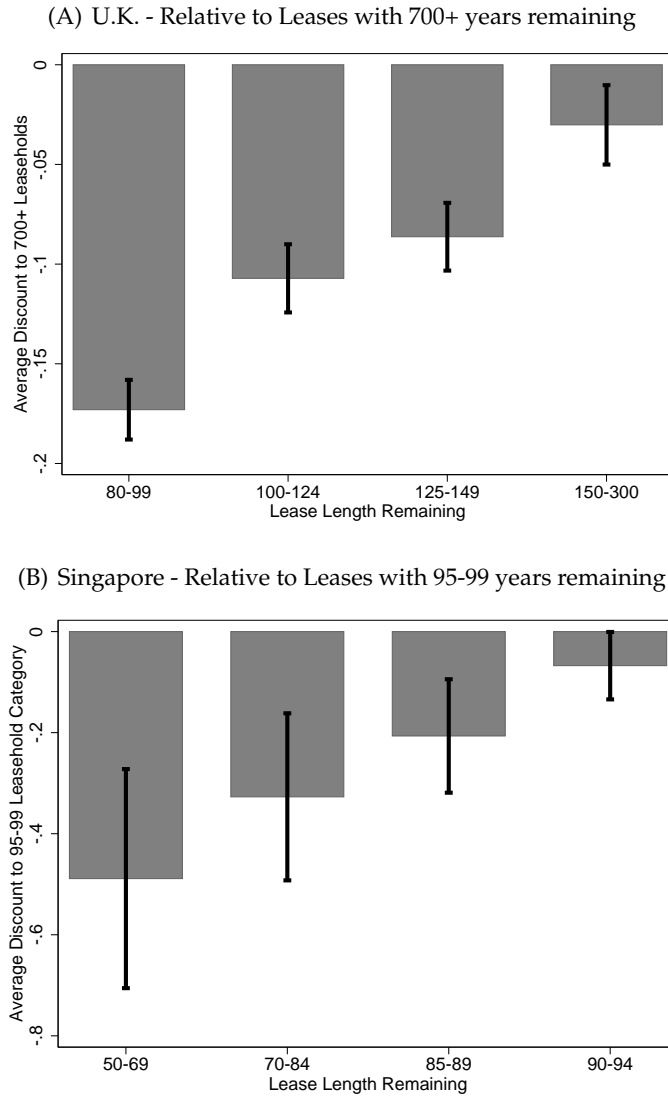 (A) U.K. - Relative to Leases with 700+ years remaining
Average Discount to 700+ Leaseholds
0
-.05
-.1
-.15
-.2
80-99 100-124 125-149 150-300
Lease Length Remaining
(B) Singapore - Relative to Leases with 95-99 years remaining
Average Discount to 95-99 Leasehold Category
0
-.2
-.4
-.6
-.8
50-69 70-84 85-89 90-94
Lease Length Remaining